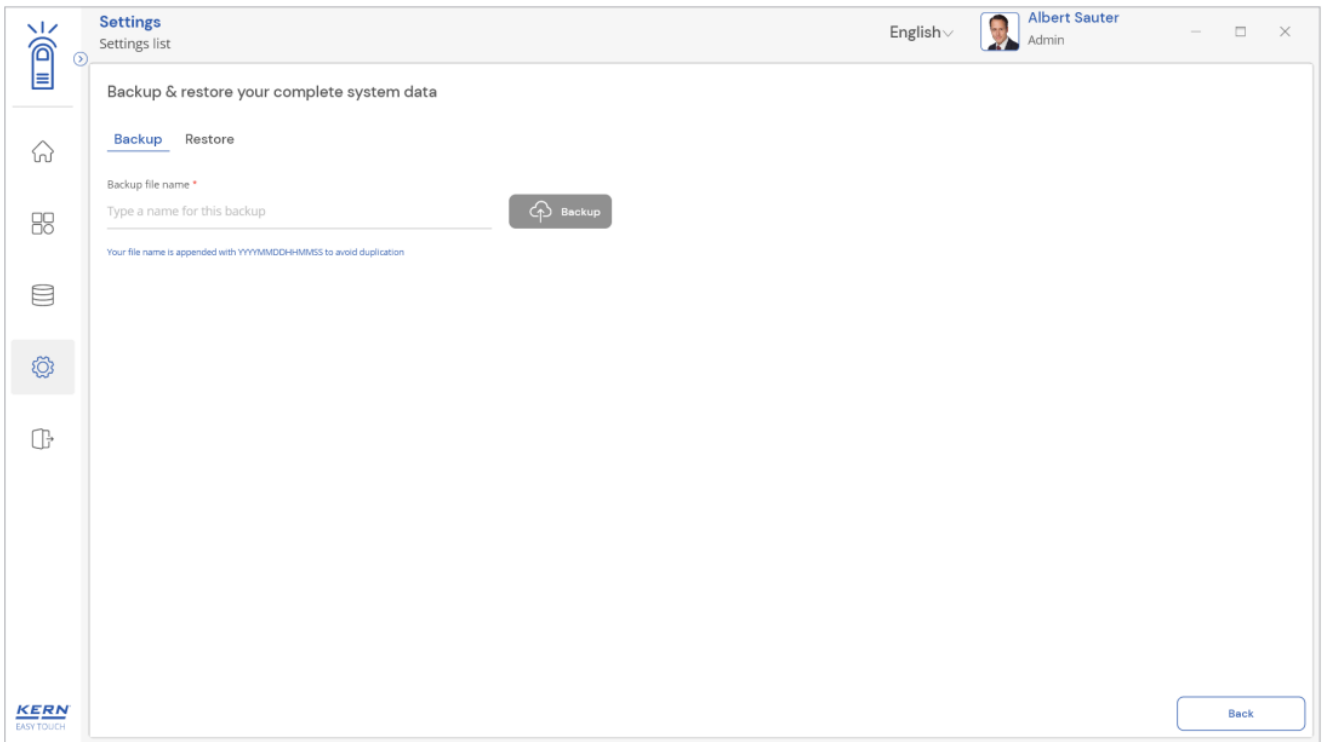 Settings
Settings list
English
Albert Sauter
Admin
Backup & restore your complete system data
Backup Restore
Backup file name *
Type a name for this backup
Backup
Your file name is appended with YYYYMMDDHHMMSS to avoid duplication
KERN
EASY TOUCH
Back